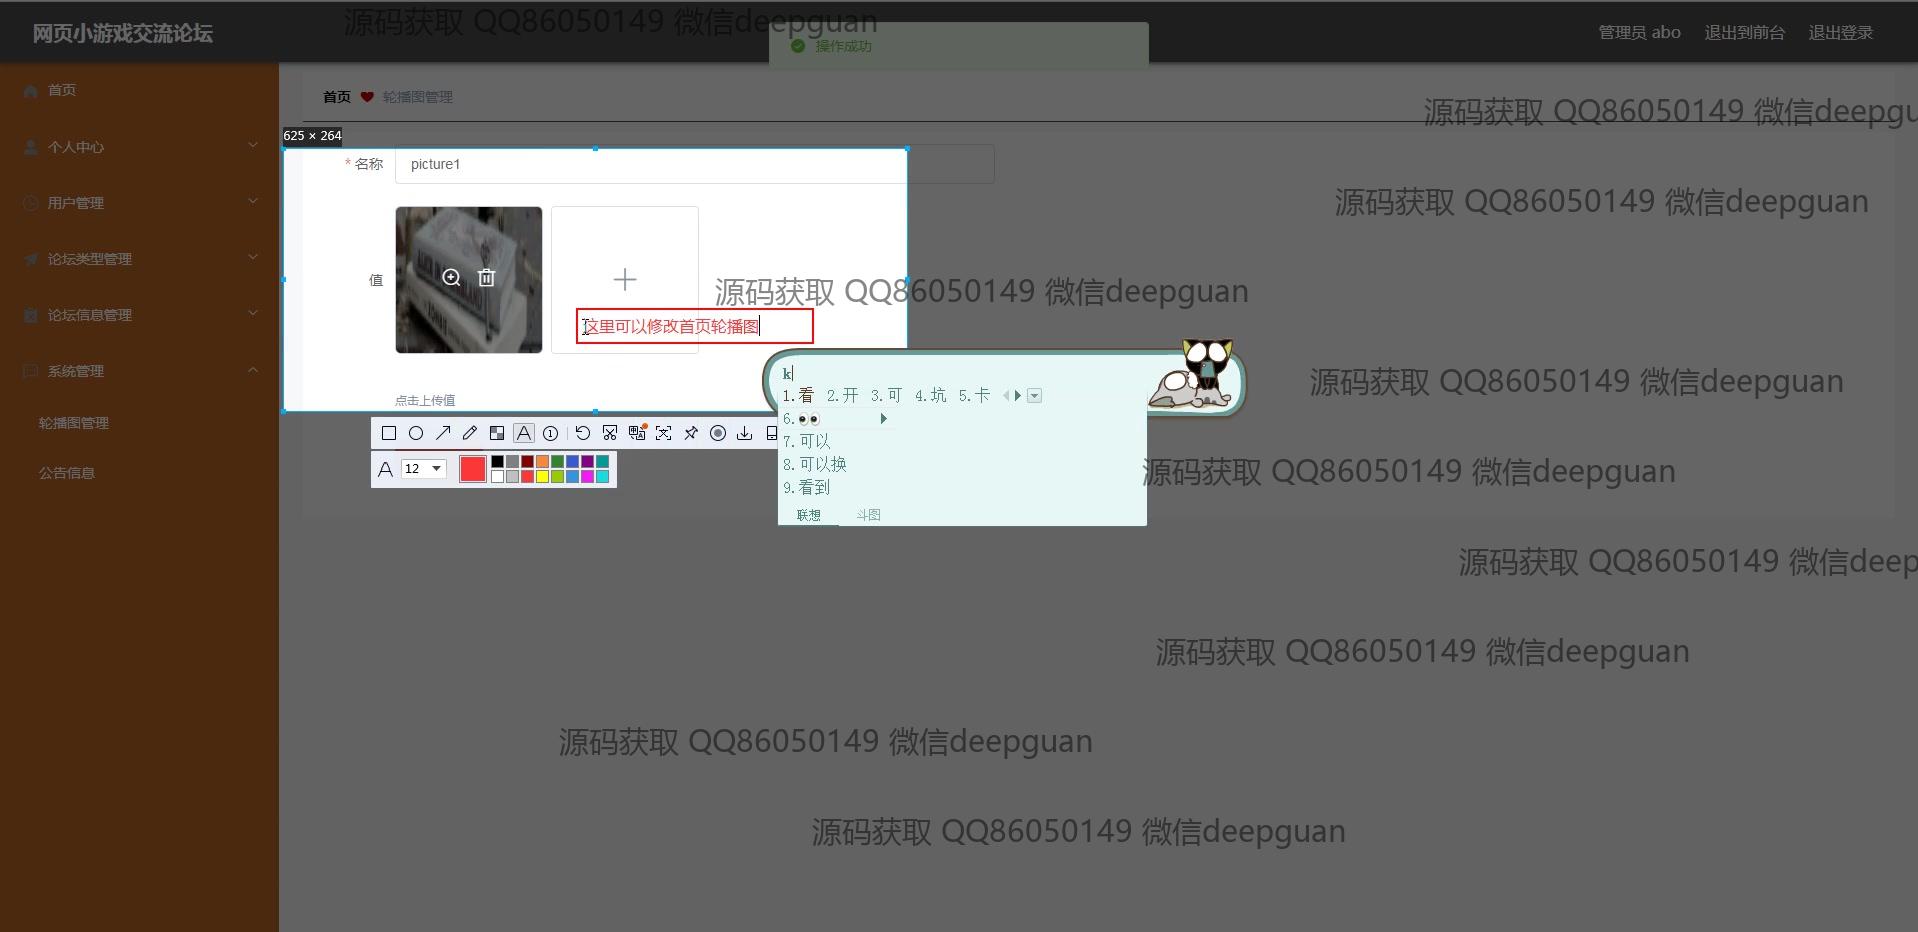 网页小游戏交流论坛
源码获取 QQ86050149 微信deepguan
操作成功
管理员 abo
退出到前台
退出登录
首页
个人中心
用户管理
论坛类型管理
论坛信息管理
系统管理
轮播图管理
公告信息
首页 轮播图管理
源码获取 QQ86050149 微信deepgu
625 × 264
* 名称
picture1
源码获取 QQ86050149 微信deepguan
值
源码获取 QQ86050149 微信deepguan
这里可以修改首页轮播图
k
1.看 2.开 3.可 4.坑 5.卡
6.
7.可以
8.可以换
9.看到
联想 斗图
源码获取 QQ86050149 微信deepguan
点击上传值
A 1
A 12
源码获取 QQ86050149 微信deepguan
源码获取 QQ86050149 微信deep
源码获取 QQ86050149 微信deepguan
源码获取 QQ86050149 微信deepguan
源码获取 QQ86050149 微信deepguan